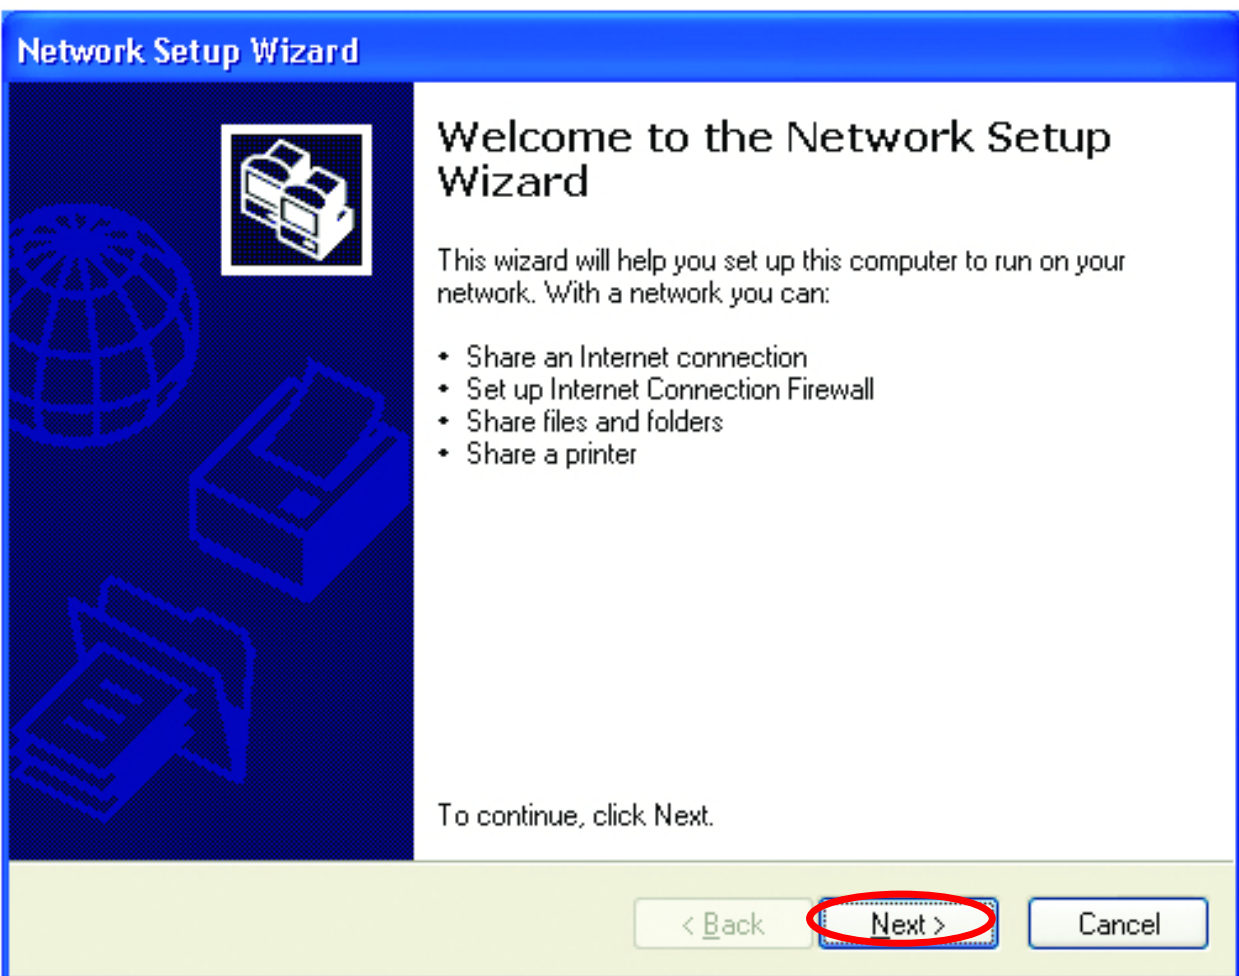 Network Setup Wizard
Welcome to the Network Setup
Wizard
This wizard will help you set up this computer to run on your
network. With a network you can:
• Share an Internet connection
• Set up Internet Connection Firewall
• Share files and folders
• Share a printer
To continue, click Next.
< Back Next > Cancel